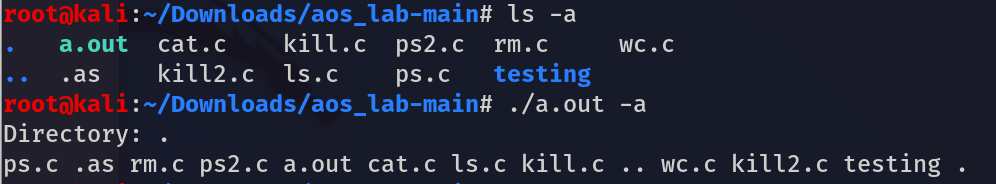 root@kali:~/Downloads/aos_lab-main# ls -a
. a.out cat.c kill.c ps2.c rm.c wc.c
.. .as kill2.c ls.c ps.c testing
root@kali:~/Downloads/aos_lab-main# ./a.out -a
Directory: .
ps.c .as rm.c ps2.c a.out cat.c ls.c kill.c .. wc.c kill2.c testing .